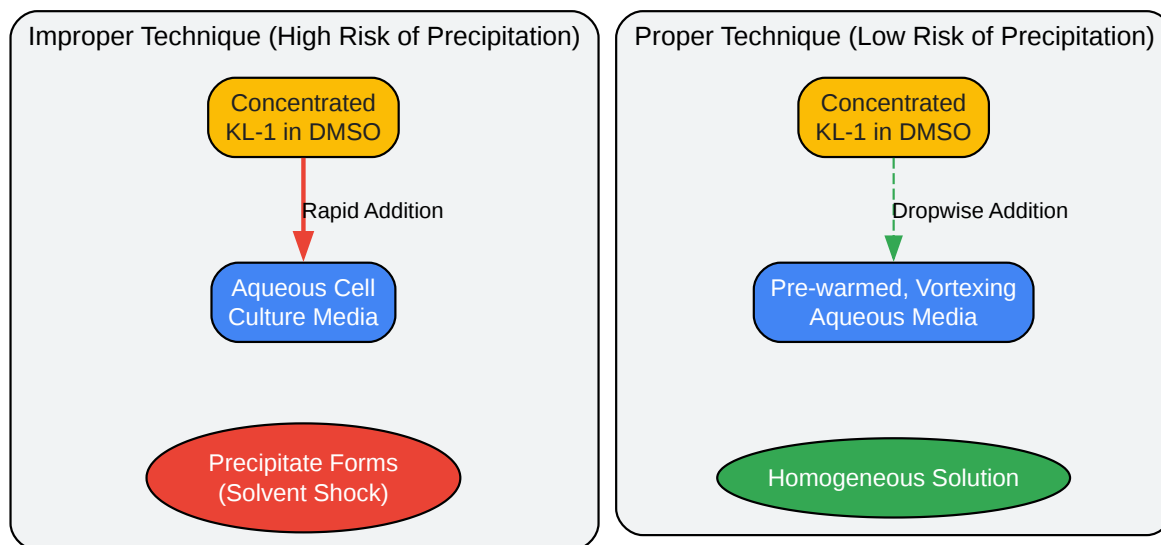 Improper Technique (High Risk of Precipitation)
Concentrated
KL-1 in DMSO
Rapid Addition
Aqueous Cell
Culture Media
Precipitate Forms
(Solvent Shock)
Proper Technique (Low Risk of Precipitation)
Concentrated
KL-1 in DMSO
Dropwise Addition
Pre-warmed, Vortexing
Aqueous Media
Homogeneous Solution